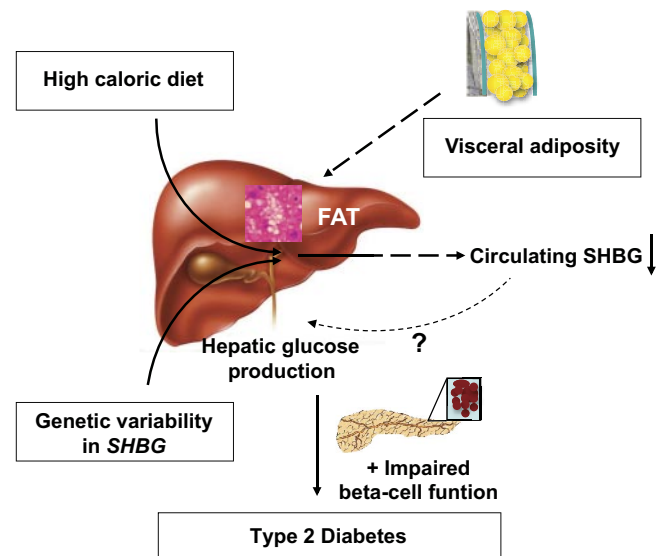 High caloric diet
Visceral adiposity
FAT
Circulating SHBG
?
Hepatic glucose
production
Genetic variability
in SHBG
+ Impaired
beta-cell funtion
Type 2 Diabetes